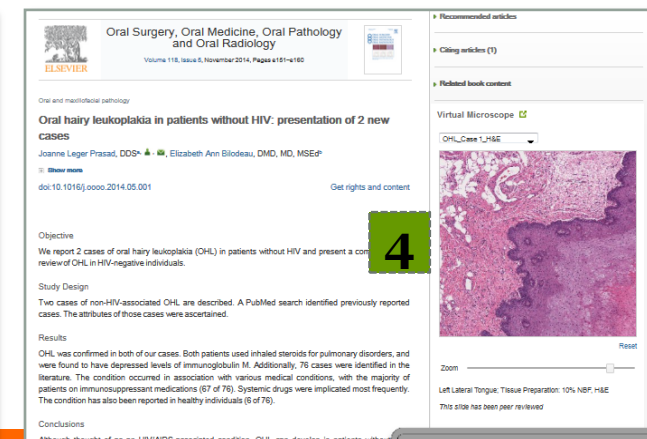 Oral Surgery, Oral Medicine, Oral Pathology
and Oral Radiology
Volume 118, Issue 5, November 2014, Pages e151–e160
ELSEVIER
Oral and maxillofacial pathology
Oral hairy leukoplakia in patients without HIV: presentation of 2 new
cases
Joanne Leger Prasad, DDSa, Elizabeth Ann Bilodeau, DMD, MD, MSEdb
Show more
doi:10.1016/j.oooo.2014.05.001
Get rights and content
Objective
We report 2 cases of oral hairy leukoplakia (OHL) in patients without HIV and present a
review of OHL in HIV-negative individuals.
Study Design
Two cases of non-HIV-associated OHL are described. A PubMed search identified previously reported
cases. The attributes of those cases were ascertained.
Results
OHL was confirmed in both of our cases. Both patients used inhaled steroids for pulmonary disorders, and
were found to have depressed levels of immunoglobulin M. Additionally, 76 cases were identified in the
literature. The condition occurred in association with various medical conditions, with the majority of
patients on immunosuppressant medications (67 of 76). Systemic drugs were implicated most frequently.
The condition has also been reported in healthy individuals (6 of 76).
Conclusions
4
Recommended articles
Citing articles (1)
Related book content
Virtual Microscope
OHL_Case 1_H&E
Reset
Zoom
Left Lateral Tongue; Tissue Preparation: 10% NBF, H&E
This slide has been peer reviewed